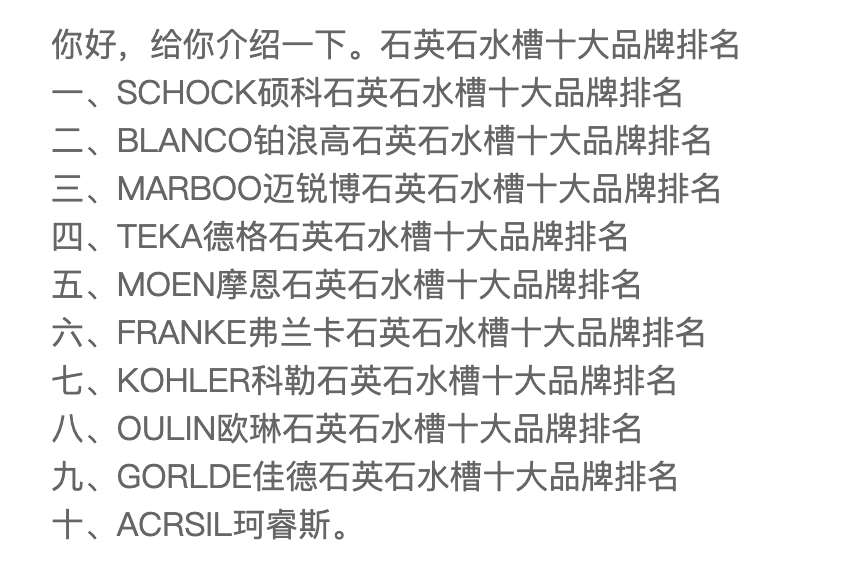 你好，给你介绍一下。石英石水槽十大品牌排名
一、SCHOCK硕科石英石水槽十大品牌排名
二、BLANCO铂浪高石英石水槽十大品牌排名
三、MARBOO迈锐博石英石水槽十大品牌排名
四、TEKA德格石英石水槽十大品牌排名
五、MOEN摩恩石英石水槽十大品牌排名
六、FRANKE弗兰卡石英石水槽十大品牌排名
七、KOHLER科勒石英石水槽十大品牌排名
八、OULIN欧琳石英石水槽十大品牌排名
九、GORLDE佳德石英石水槽十大品牌排名
十、ACRSIL珂睿斯。